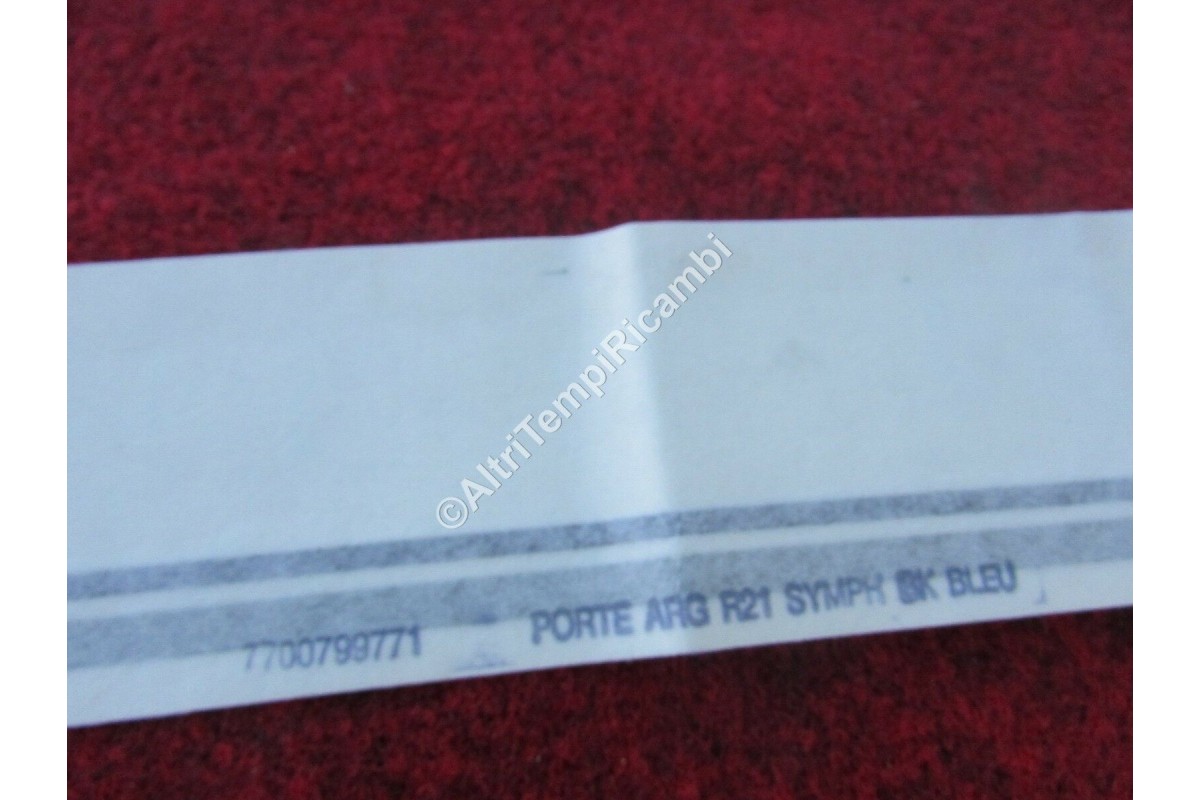 ©AltriTempiRicambi
7700799771 PORTE ARG R21 SYMPH BK BLEU